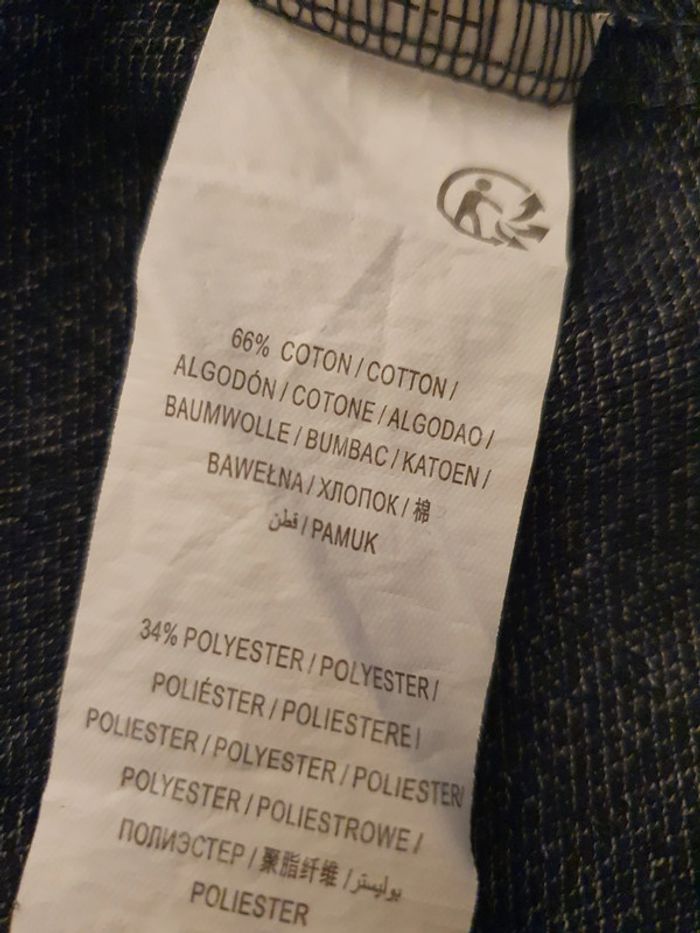 66% COTON / COTTON /
ALGODÓN / COTONE / ALGODAO /
BAUMWOLLE / BUMBAC / KATOEN /
BAWEŁNA / ХЛОПОК / 棉
قطن / PAMUK
34% POLYESTER / POLYESTER /
POLIÉSTER / POLIESTERE /
POLIESTER / POLYESTER / POLIESTER/
POLYESTER / POLIESTROWE /
ПОЛИЭСТЕР / 聚脂纤维 / بوليستر
POLIESTER